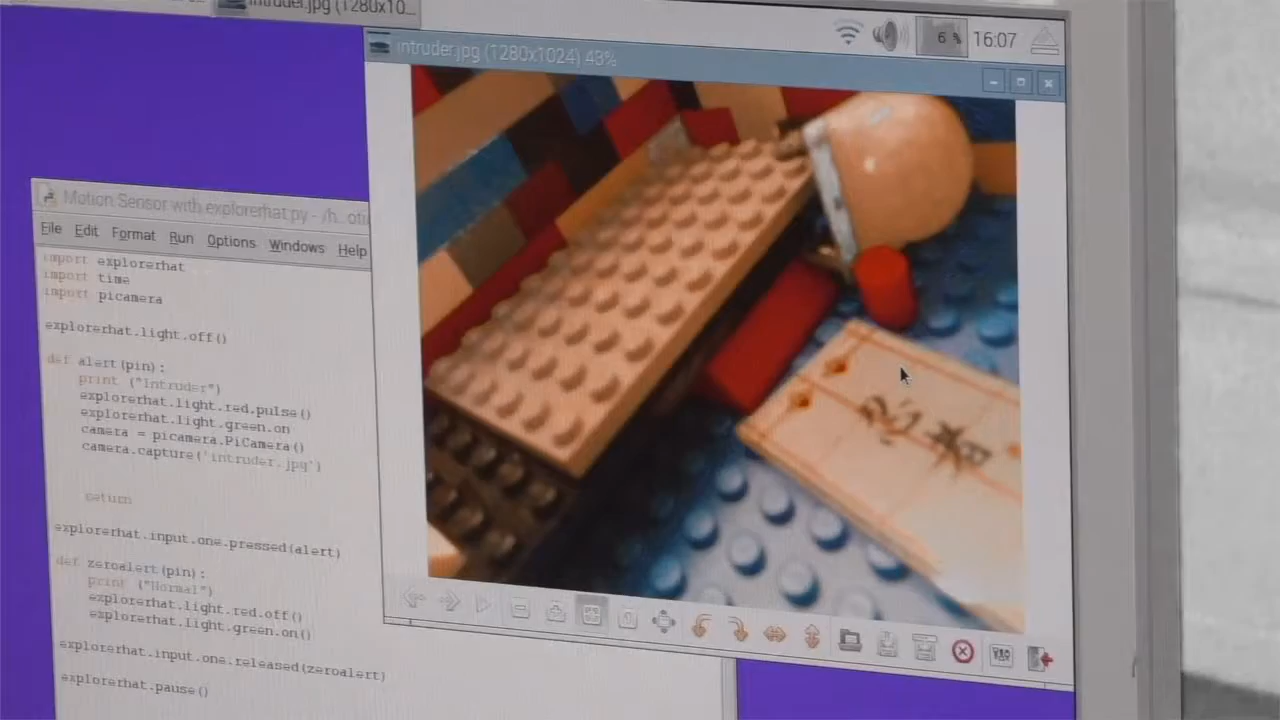 intruder.jpg (1280x10...
6 %
16:07
intruder.jpg (1280x1024) 43%
Motion Sensor with explorerhat.py - /h...oti
File Edit Format Run Options Windows Help
import explorerhat
import time
import picamera
explorerhat.light.off()
def alert(pin):
print ("Intruder")
explorerhat.light.red.pulse()
explorerhat.light.green.on
camera = picamera.PiCamera()
camera.capture('intruder.jpg')
return
explorerhat.input.one.pressed(alert)
def zeroalert(pin):
print ("Normal")
explorerhat.light.red.off()
explorerhat.light.green.on()
explorerhat.input.one.released(zeroalert)
explorerhat.pause()